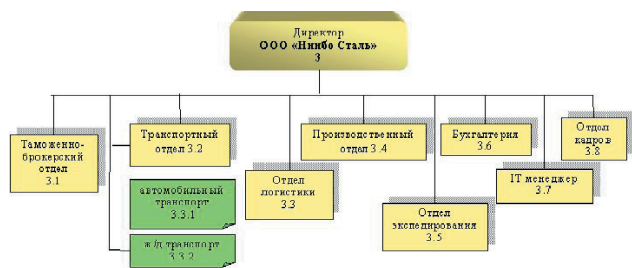 Директор
ООО «Нинбо Сталь»
3
Таможенно-
брокерский
отдел
3.1
Транспортный
отдел 3.2
автомобильный
транспорт
3.3.1
ж/д транспорт
3.3.2
Отдел
логистики
3.3
Производственный
отдел 3.4
Отдел
экспедирования
3.5
Бухгалтерия
3.6
IT менеджер
3.7
Отдел
кадров
3.8